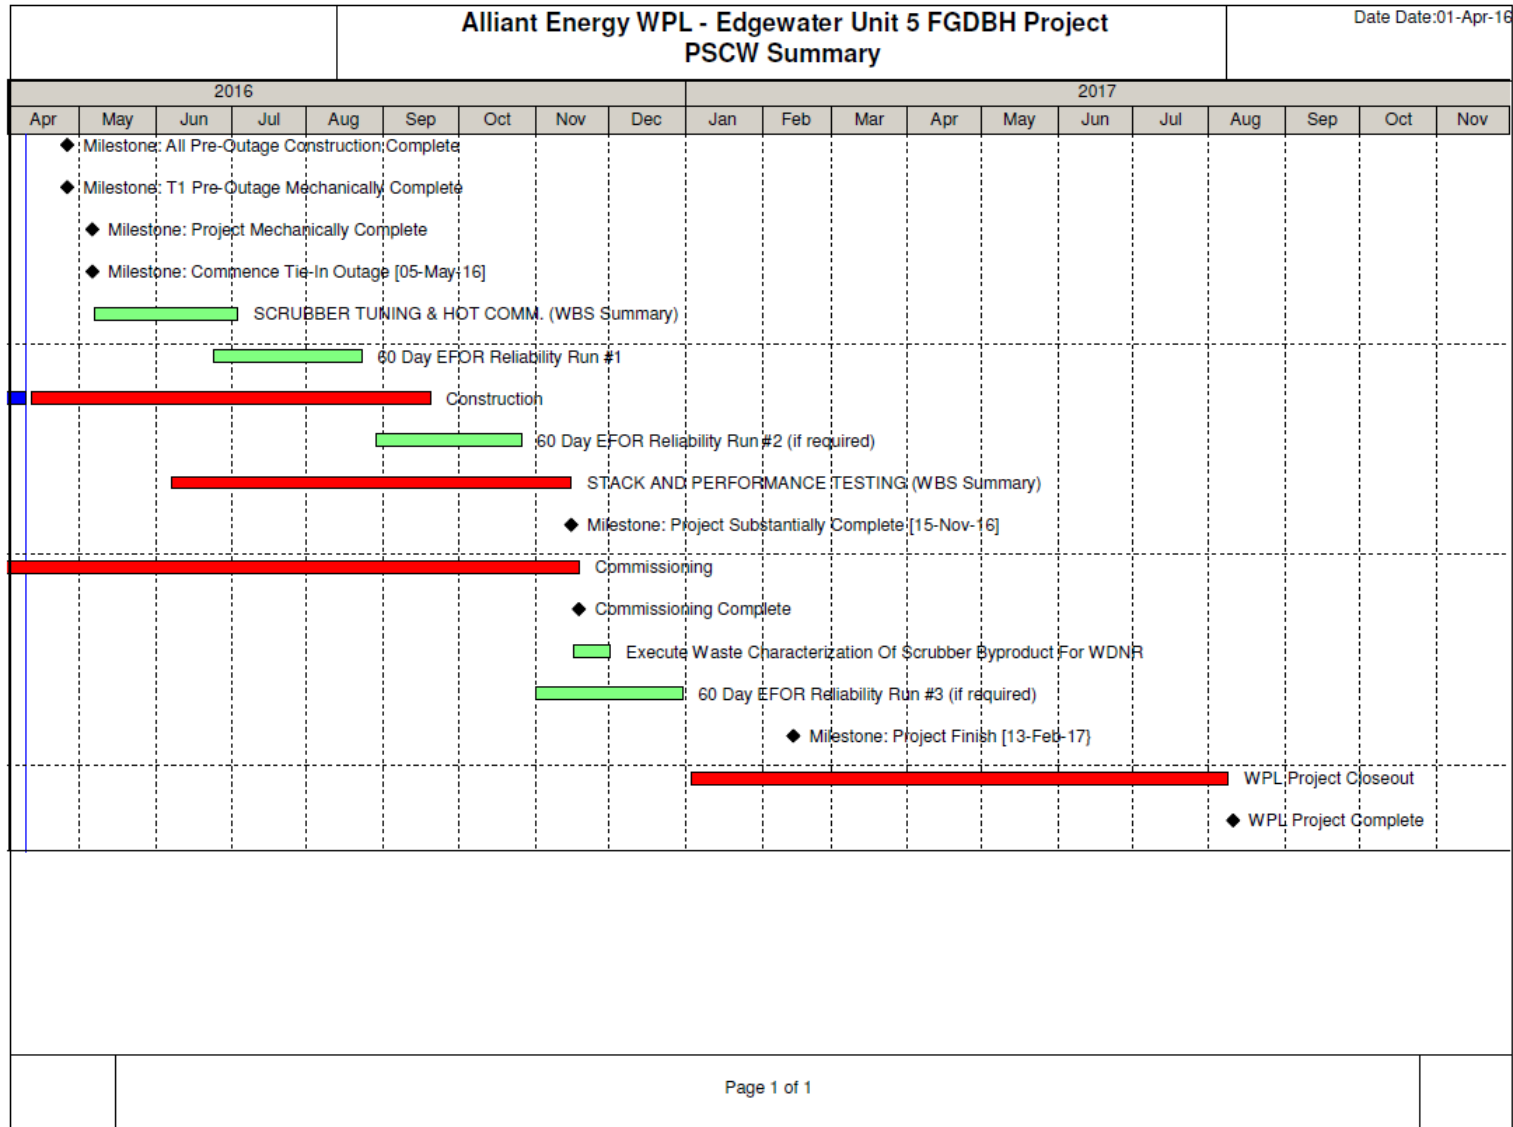 Alliant Energy WPL - Edgewater Unit 5 FGDBH Project
PSCW Summary
Date Date:01-Apr-16
2016 2017
Apr May Jun Jul Aug Sep Oct Nov Dec Jan Feb Mar Apr May Jun Jul Aug Sep Oct Nov
Milestone: All Pre-Outage Construction Complete
Milestone: T1 Pre-Outage Mechanically Complete
Milestone: Project Mechanically Complete
Milestone: Commence Tie-In Outage [05-May-16]
SCRUBBER TUNING & HOT COMM. (WBS Summary)
60 Day EFOR Reliability Run #1
Construction
60 Day EFOR Reliability Run #2 (if required)
STACK AND PERFORMANCE TESTING (WBS Summary)
Milestone: Project Substantially Complete [15-Nov-16]
Commissioning
Commissioning Complete
Execute Waste Characterization Of Scrubber Byproduct For WDNR
60 Day EFOR Reliability Run #3 (if required)
Milestone: Project Finish [13-Feb-17}
WPL Project Closeout
WPL Project Complete
Page 1 of 1